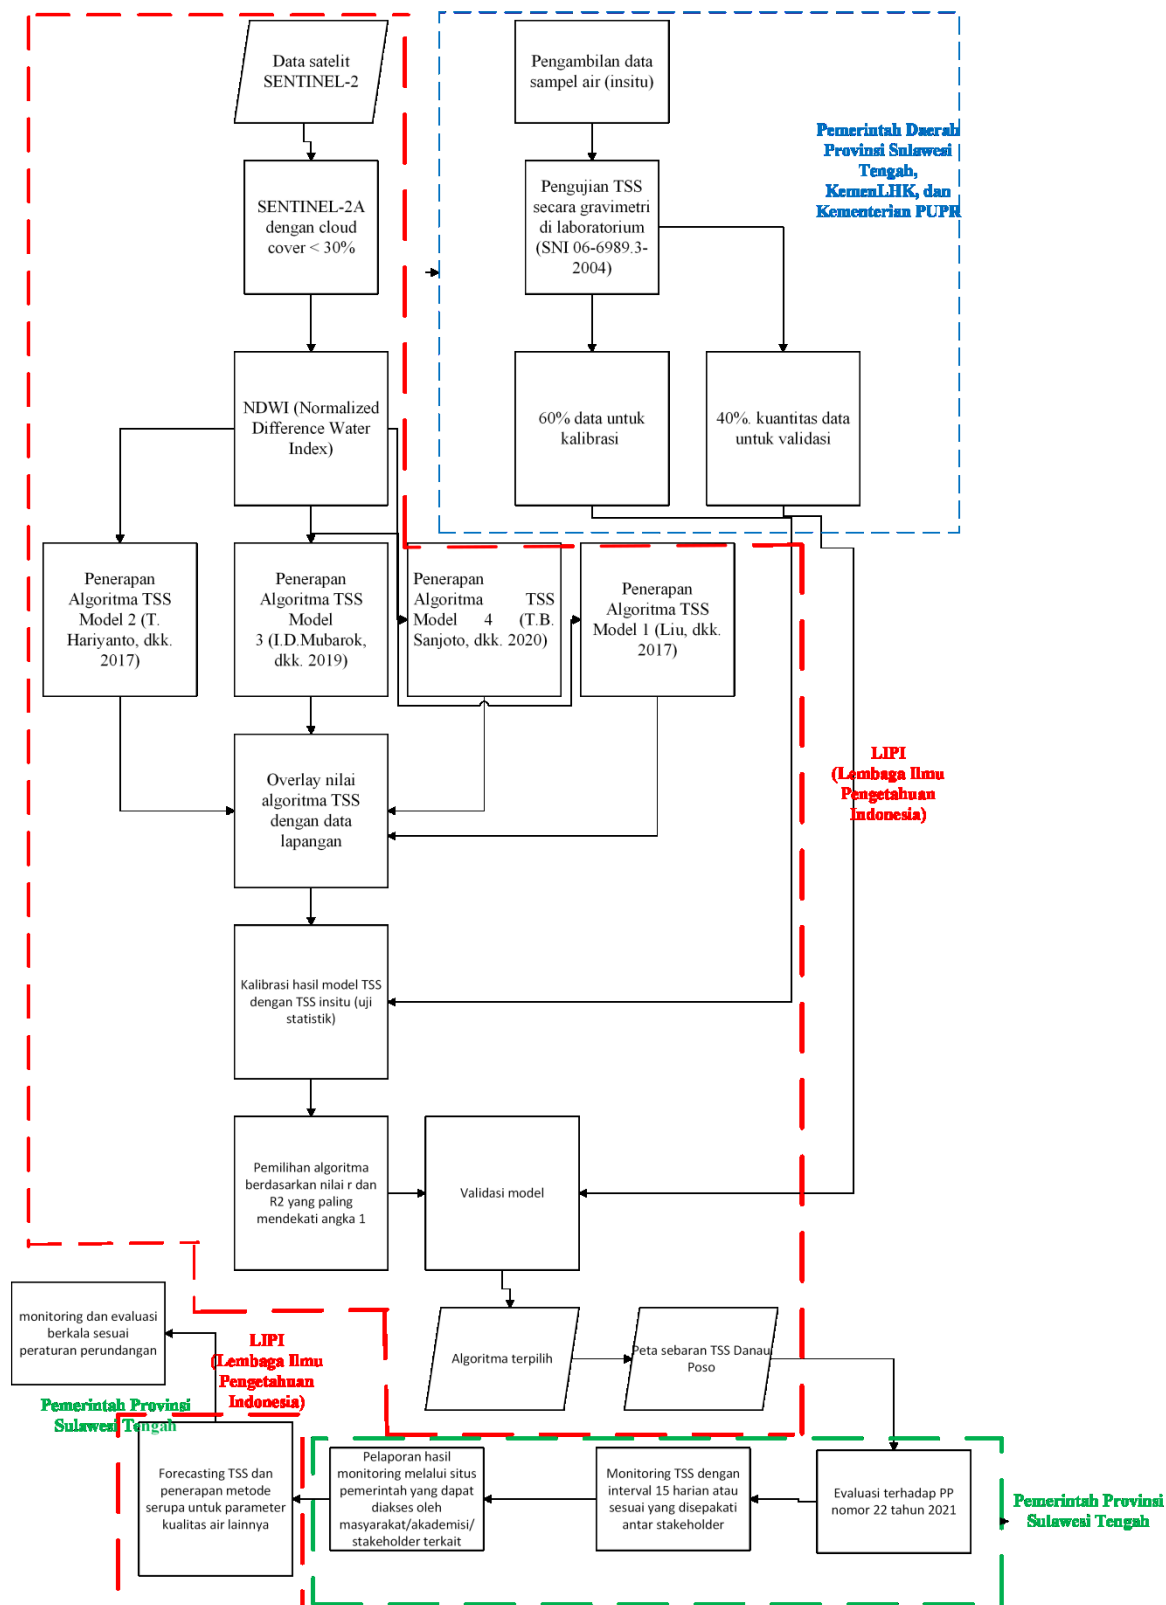 Data satelit
SENTINEL-2
Pengambilan data
sampel air (insitu)
Pemerintah Daerah
Provinsi Sulawesi
Tengah,
KemenLHK, dan
Kementerian PUPR
SENTINEL-2A
dengan cloud
cover < 30%
Pengujian TSS
secara gravimetri
di laboratorium
(SNI 06-6989.3-
2004)
NDWI (Normalized
Difference Water
Index)
60% data untuk
kalibrasi
40%. kuantitas data
untuk validasi
Penerapan
Algoritma TSS
Model 2 (T.
Hariyanto, dkk.
2017)
Penerapan
Algoritma TSS
Model
3 (I.D.Mubarok,
dkk. 2019)
Penerapan
Algoritma TSS
Model 4 (T.B.
Sanjoto, dkk. 2020)
Penerapan
Algoritma TSS
Model 1 (Liu, dkk.
2017)
Overlay nilai
algoritma TSS
dengan data
lapangan
LIPI
(Lembaga Ilmu
Pengetahuan
Indonesia)
Kalibrasi hasil model TSS
dengan TSS insitu (uji
statistik)
Pemilihan algoritma
berdasarkan nilai r dan
R2 yang paling
mendekati angka 1
Validasi model
monitoring dan evaluasi
berkala sesuai
peraturan perundangan
LIPI
(Lembaga Ilmu
Pengetahuan
Indonesia)
Algoritma terpilih
Peta sebaran TSS Danau
Poso
Pemerintah Provinsi
Sulawesi Tengah
Forecasting TSS dan
penerapan metode
serupa untuk parameter
kualitas air lainnya
Pelaporan hasil
monitoring melalui situs
pemerintah yang dapat
diakses oleh
masyarakat/akademisi/
stakeholder terkait
Monitoring TSS dengan
interval 15 harian atau
sesuai yang disepakati
antar stakeholder
Evaluasi terhadap PP
nomor 22 tahun 2021
Pemerintah Provinsi
Sulawesi Tengah